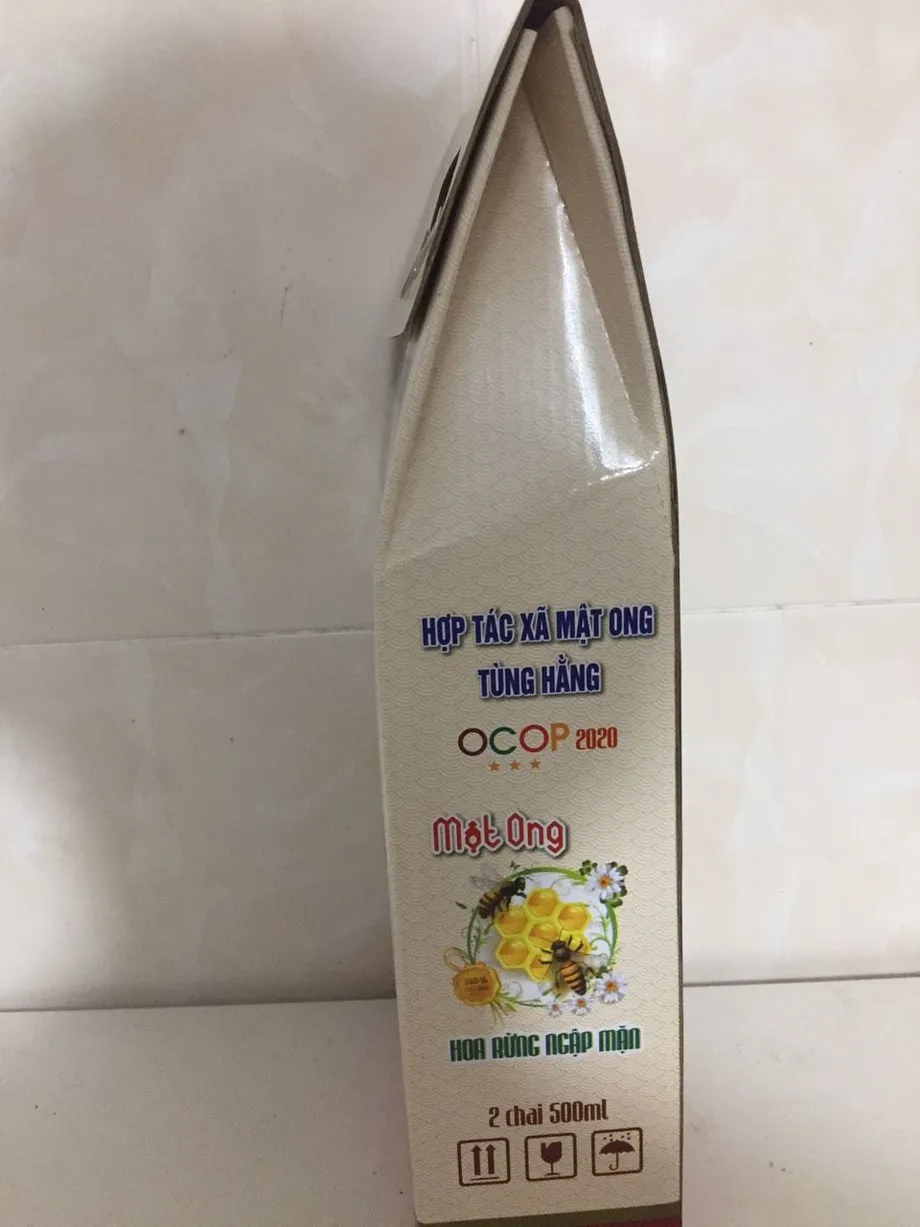 HỢP TÁC XÃ MẬT ONG
TÙNG HẰNG
OCOP 2020
Mật Ong
HOA RỪNG NGẬP MẶN
2 chai 500ml